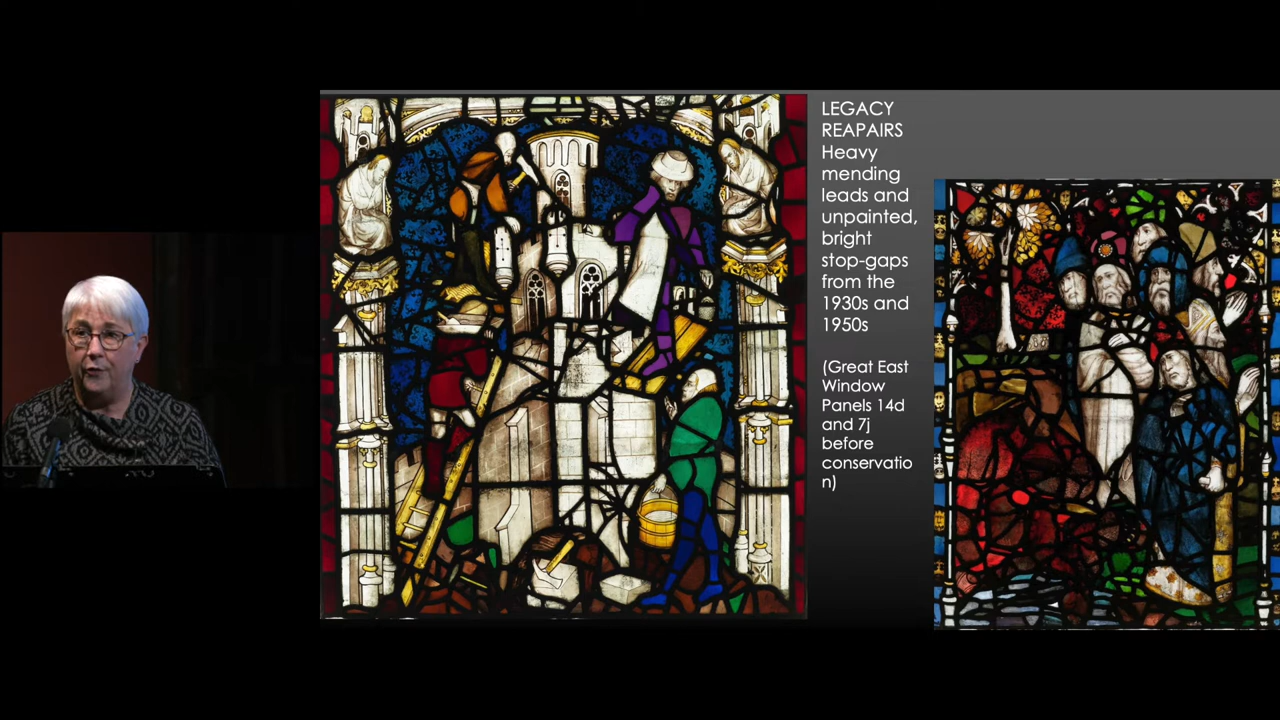 LEGACY
REAPAIRS
Heavy
mending
leads and
unpainted,
bright
stop-gaps
from the
1930s and
1950s
(Great East
Window
Panels 14d
and 7j
before
conservatio
n)